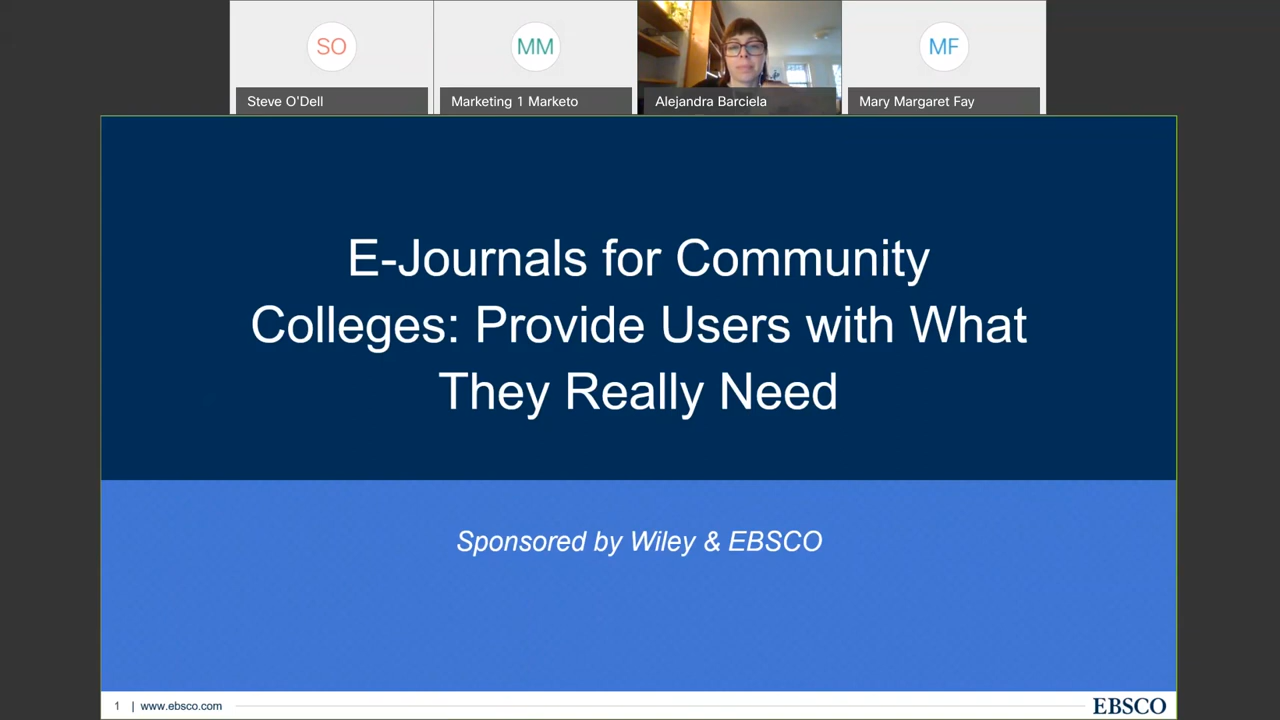 SO
MM
MF
Steve O'Dell
Marketing 1 Marketo
Alejandra Barciela
Mary Margaret Fay
E-Journals for Community
Colleges: Provide Users with What
They Really Need
Sponsored by Wiley & EBSCO
1 | www.ebsco.com
EBSCO